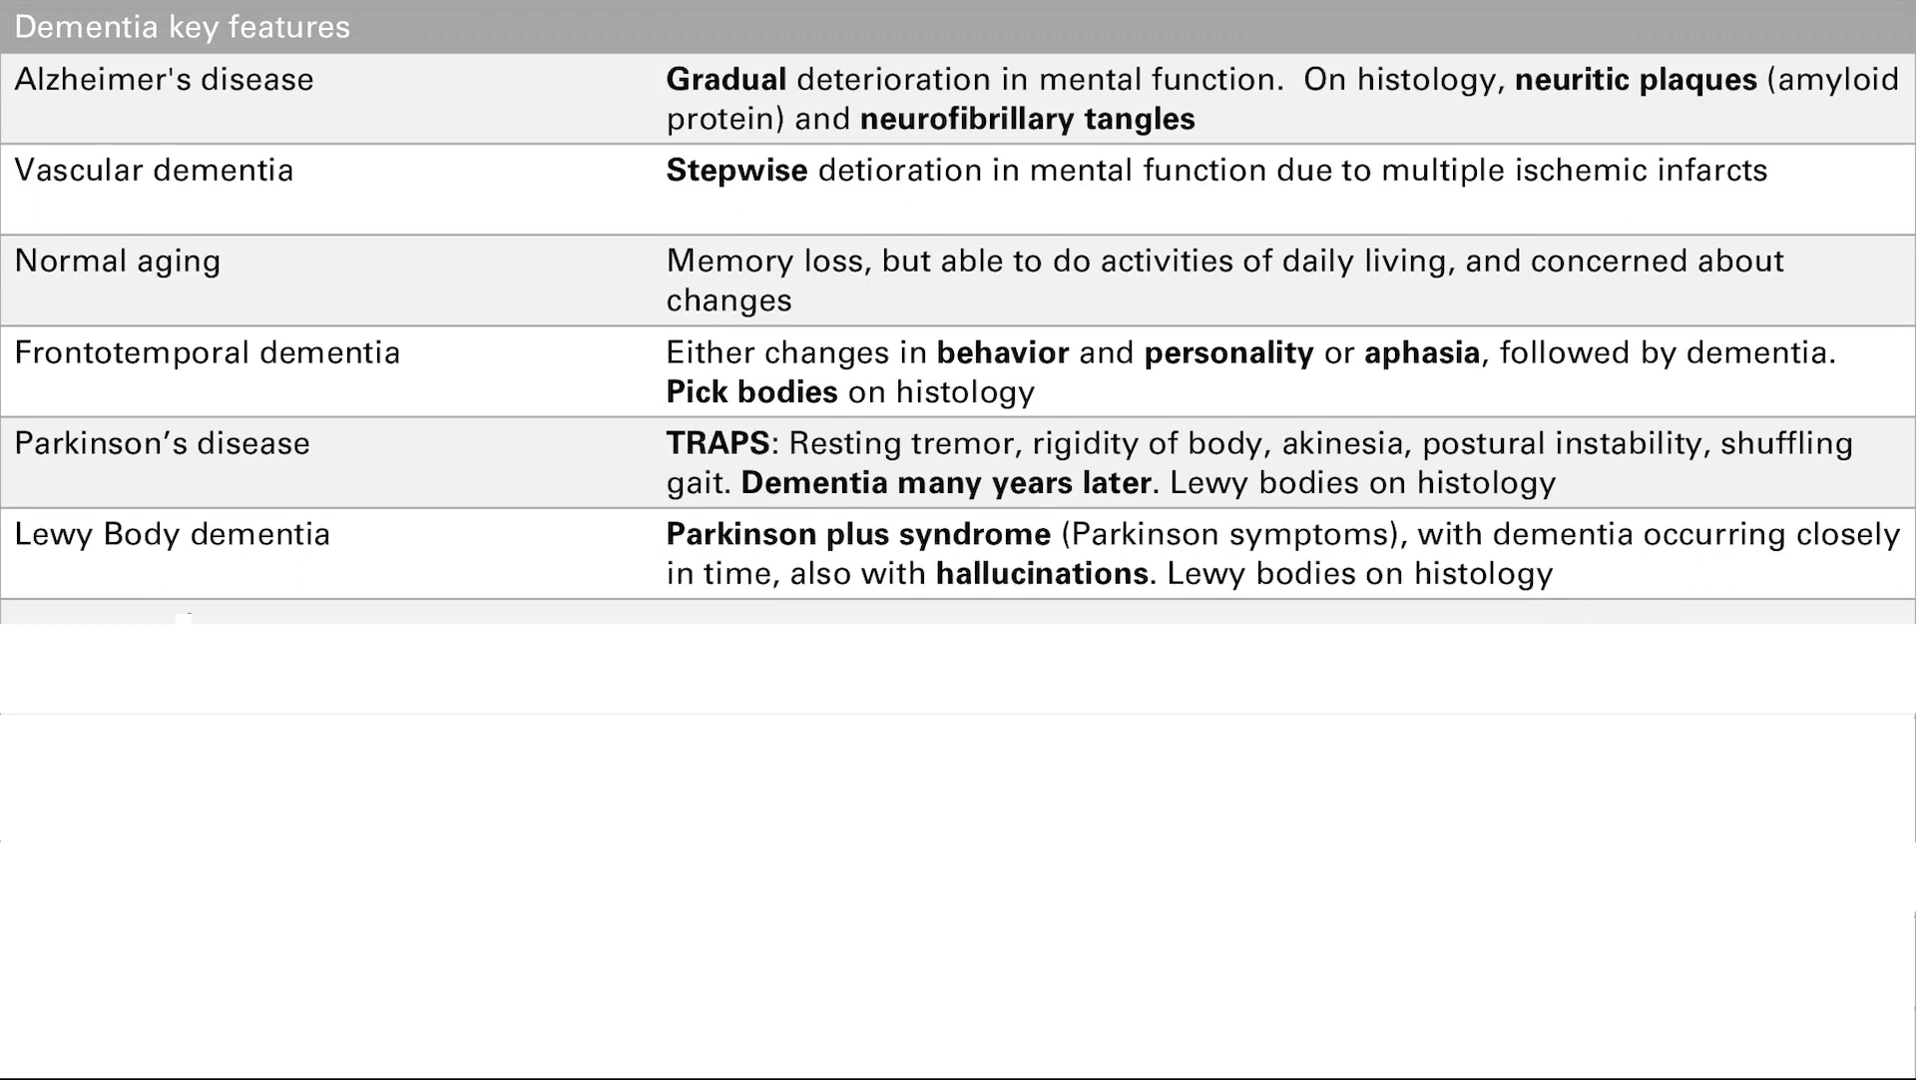 Dementia key features
Alzheimer's disease
Gradual deterioration in mental function.  On histology, neuritic plaques (amyloid
protein) and neurofibrillary tangles
Vascular dementia
Stepwise detioration in mental function due to multiple ischemic infarcts
Normal aging
Memory loss, but able to do activities of daily living, and concerned about
changes
Frontotemporal dementia
Either changes in behavior and personality or aphasia, followed by dementia.
Pick bodies on histology
Parkinson’s disease
TRAPS: Resting tremor, rigidity of body, akinesia, postural instability, shuffling
gait. Dementia many years later. Lewy bodies on histology
Lewy Body dementia
Parkinson plus syndrome (Parkinson symptoms), with dementia occurring closely
in time, also with hallucinations. Lewy bodies on histology